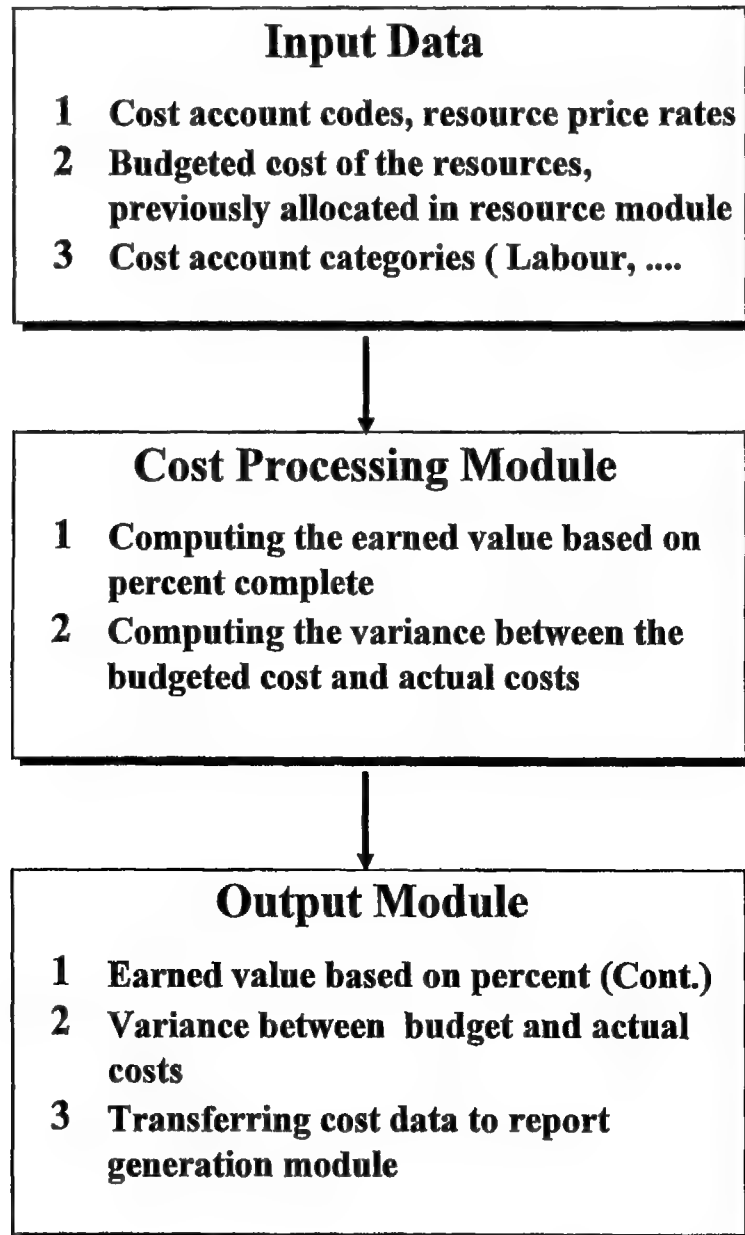 Input Data
1 Cost account codes, resource price rates
2 Budgeted cost of the resources,
previously allocated in resource module
3 Cost account categories ( Labour, ....
Cost Processing Module
1 Computing the earned value based on
percent complete
2 Computing the variance between the
budgeted cost and actual costs
Output Module
1 Earned value based on percent (Cont.)
2 Variance between budget and actual
costs
3 Transferring cost data to report
generation module